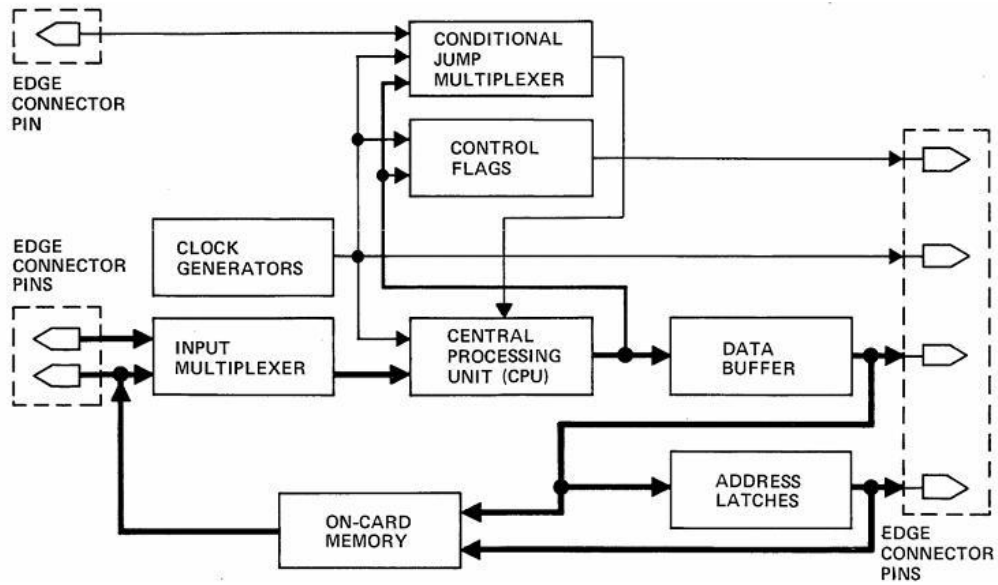 CONDITIONAL
JUMP
MULTIPLEXER
EDGE
CONNECTOR
PIN
CONTROL
FLAGS
CLOCK
GENERATORS
EDGE
CONNECTOR
PINS
INPUT
MULTIPLEXER
CENTRAL
PROCESSING
UNIT (CPU)
DATA
BUFFER
ADDRESS
LATCHES
ON-CARD
MEMORY
EDGE
CONNECTOR
PINS